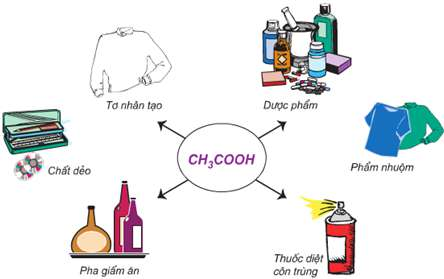 Tơ nhân tạo
Dược phẩm
Chất dẻo
CH₃COOH
Phẩm nhuộm
Pha giấm ăn
Thuốc diệt
côn trùng